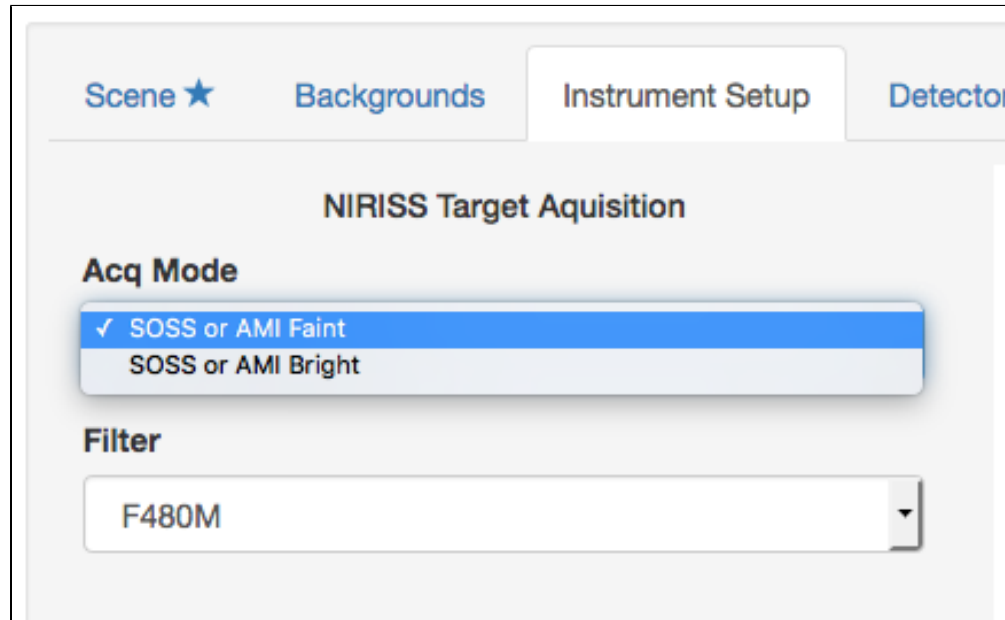 Scene ★ Backgrounds Instrument Setup Detector
NIRISS Target Aquisition
Acq Mode
✓ SOSS or AMI Faint
SOSS or AMI Bright
Filter
F480M